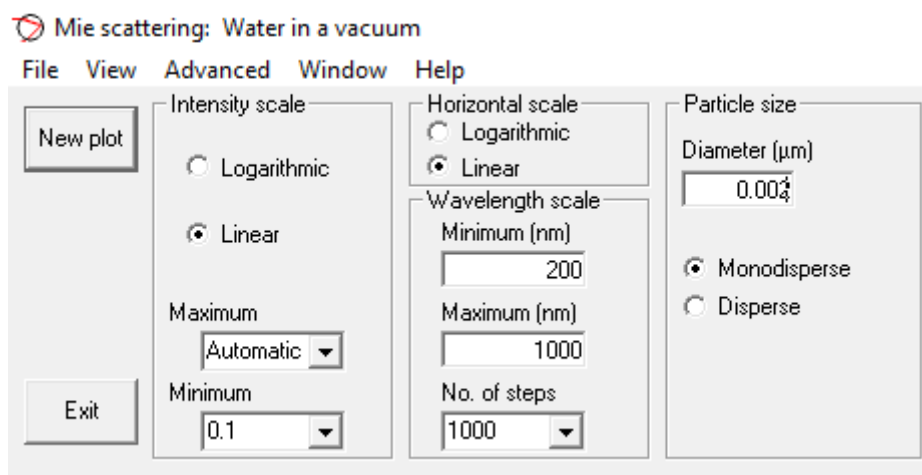 Mie scattering: Water in a vacuum
File View Advanced Window Help
New plot
Exit
Intensity scale
Logarithmic
Linear
Maximum
Automatic
Minimum
0.1
Horizontal scale
Logarithmic
Linear
Wavelength scale
Minimum (nm)
200
Maximum (nm)
1000
No. of steps
1000
Particle size
Diameter (µm)
Monodisperse
Disperse